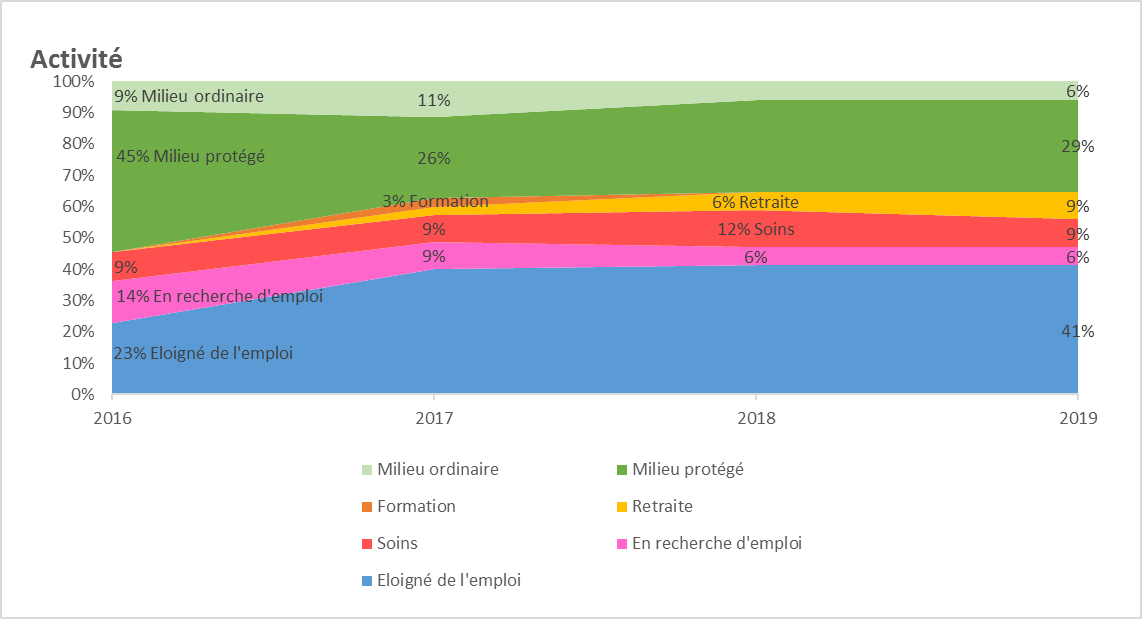 Activité
100%
9% Milieu ordinaire
11%
6%
90%
80%
45% Milieu protégé
26%
29%
70%
60%
3% Formation
6% Retraite
9%
50%
9%
12% Soins
9%
40%
9%
9%
6%
6%
30%
14% En recherche d'emploi
20%
41%
10%
23% Eloigné de l'emploi
0%
2016 2017 2018 2019
Milieu ordinaire Milieu protégé
Formation Retraite
Soins En recherche d'emploi
Eloigné de l'emploi